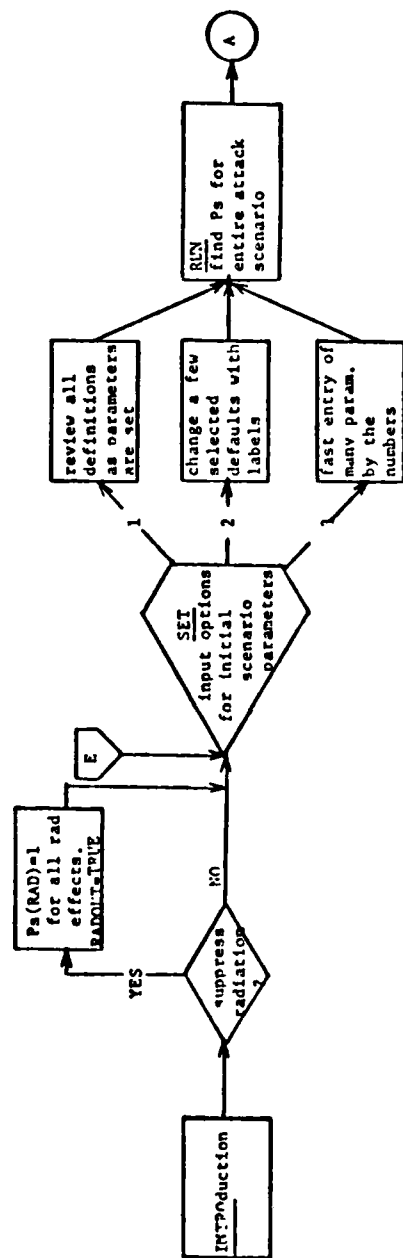 INTROduction
suppress
radiation
?
YES
NO
Ps(RAD)=1
for all rad
effects.
RADOUT=TRUE
E
SET
input options
for initial
scenario
parameters
1
2
3
review all
definitions
as parameters
are set
change a few
selected
defaults with
labels
fast entry of
many param.
by the
numbers
RUN
find Ps for
entire attack
scenario
A